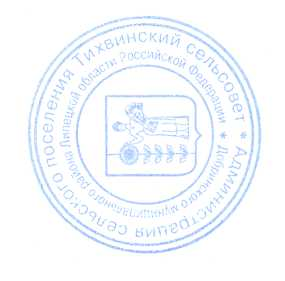 Администрация сельского поселения Тихвинский сельсовет *
* Добринского муниципального района Липецкой области Российской Федерации